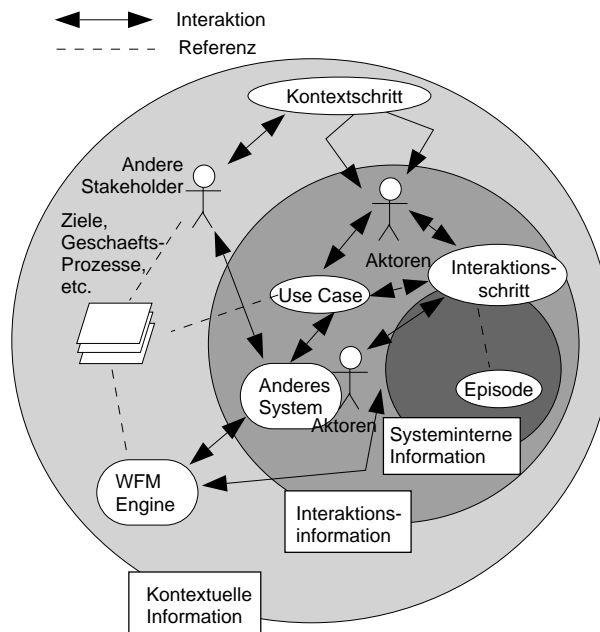 Interaktion
Referenz
Kontextschritt
Andere
Stakeholder
Ziele,
Geschaefts-
Prozesse,
etc.
Aktoren
Interaktions-
schritt
Use Case
Anderes
System
Aktoren
Episode
Systeminterne
Information
WFM
Engine
Interaktions-
information
Kontextuelle
Information